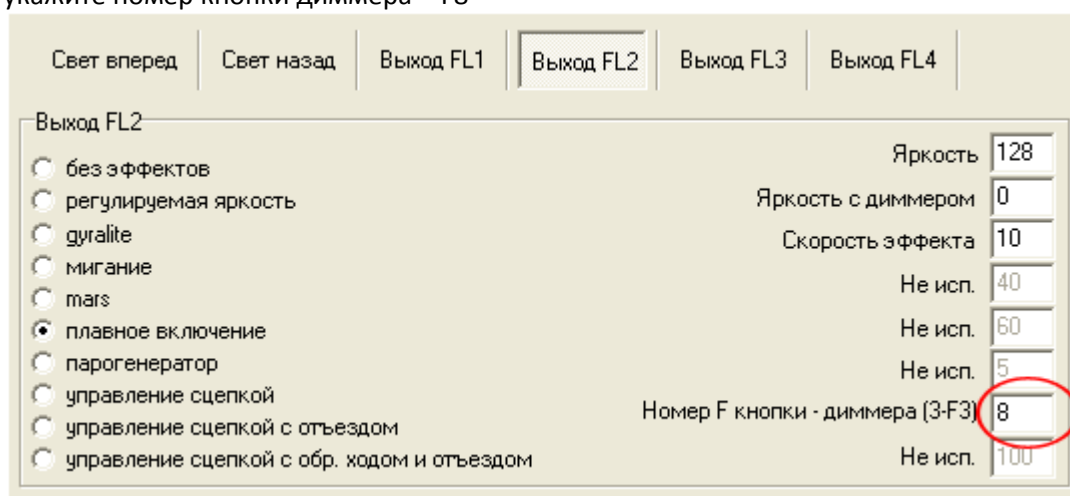 укажите номер кнопки диммера – F8
Свет вперед Свет назад Выход FL1 Выход FL2 Выход FL3 Выход FL4
Выход FL2
без эффектов
регулируемая яркость
gyralite
мигание
mars
плавное включение
парогенератор
управление сцепкой
управление сцепкой с отъездом
управление сцепкой с обр. ходом и отъездом
Яркость 128
Яркость с диммером 0
Скорость эффекта 10
Не исп. 40
Не исп. 60
Не исп. 5
Номер F кнопки - диммера (3-F3) 8
Не исп. 100